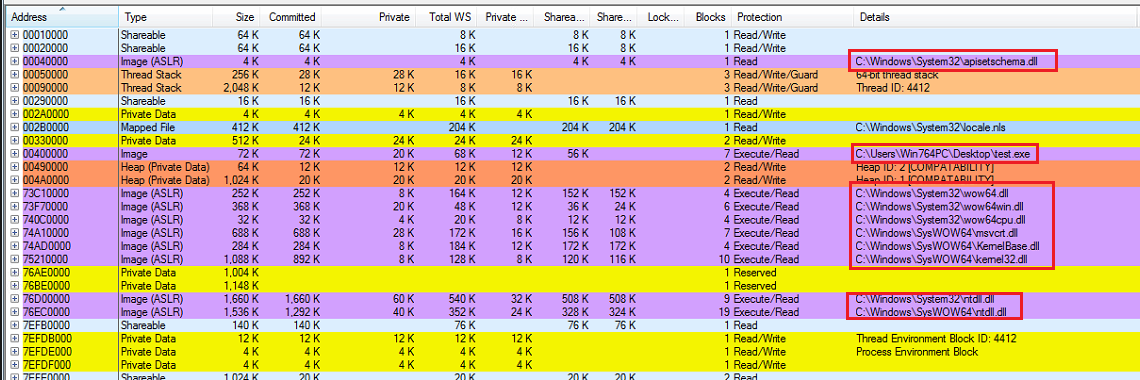 Address Type Size Committed Private Total WS Private ... Sharea... Share... Lock... Blocks Protection Details
00010000 Shareable 64 K 64 K 8 K 8 K 8 K 1 Read/Write
00020000 Shareable 64 K 64 K 16 K 16 K 8 K 1 Read/Write
00040000 Image (ASLR) 4 K 4 K 4 K 4 K 4 K 1 Read C:\Windows\System32\apisetschema.dll
00050000 Thread Stack 256 K 28 K 28 K 16 K 16 K 3 Read/Write/Guard 64-bit thread stack
00090000 Thread Stack 2,048 K 12 K 12 K 8 K 8 K 3 Read/Write/Guard Thread ID: 4412
00290000 Shareable 16 K 16 K 16 K 16 K 16 K 1 Read
002A0000 Private Data 4 K 4 K 4 K 4 K 4 K 1 Read/Write
002B0000 Mapped File 412 K 412 K 204 K 204 K 204 K 1 Read C:\Windows\System32\locale.nls
00330000 Private Data 512 K 24 K 24 K 24 K 24 K 2 Read/Write
00400000 Image 72 K 72 K 20 K 68 K 12 K 56 K 7 Execute/Read C:\Users\Win764PC\Desktop\test.exe
00490000 Heap (Private Data) 64 K 12 K 12 K 12 K 12 K 2 Read/Write Heap ID: 2 [COMPATABILITY]
004A0000 Heap (Private Data) 1,024 K 20 K 20 K 20 K 20 K 2 Read/Write Heap ID: 1 [COMPATABILITY]
73C10000 Image (ASLR) 252 K 252 K 8 K 164 K 12 K 152 K 152 K 4 Execute/Read C:\Windows\System32\wow64.dll
73F70000 Image (ASLR) 368 K 368 K 20 K 48 K 12 K 36 K 24 K 6 Execute/Read C:\Windows\System32\wow64win.dll
740C0000 Image (ASLR) 32 K 32 K 4 K 20 K 8 K 12 K 12 K 4 Execute/Read C:\Windows\System32\wow64cpu.dll
74A10000 Image (ASLR) 688 K 688 K 28 K 172 K 16 K 156 K 108 K 7 Execute/Read C:\Windows\SysWOW64\msvcrt.dll
74AD0000 Image (ASLR) 284 K 284 K 8 K 184 K 12 K 172 K 172 K 4 Execute/Read C:\Windows\SysWOW64\KernelBase.dll
75210000 Image (ASLR) 1,088 K 892 K 8 K 128 K 8 K 120 K 116 K 10 Execute/Read C:\Windows\SysWOW64\kernel32.dll
76AE0000 Private Data 1,004 K 1 Reserved
76BE0000 Private Data 1,148 K 1 Reserved
76D00000 Image (ASLR) 1,660 K 1,660 K 60 K 540 K 32 K 508 K 508 K 9 Execute/Read C:\Windows\System32\ntdll.dll
76EC0000 Image (ASLR) 1,536 K 1,292 K 40 K 352 K 24 K 328 K 324 K 19 Execute/Read C:\Windows\SysWOW64\ntdll.dll
7EFB0000 Shareable 140 K 140 K 76 K 76 K 76 K 1 Read
7EFDB000 Private Data 12 K 12 K 12 K 12 K 12 K 1 Read/Write Thread Environment Block ID: 4412
7EFDE000 Private Data 4 K 4 K 4 K 4 K 4 K 1 Read/Write Process Environment Block
7EFDF000 Private Data 4 K 4 K 4 K 4 K 4 K 1 Read/Write
Shareable 1,024 K 20 K 20 K 20 K 20 K 2 Read